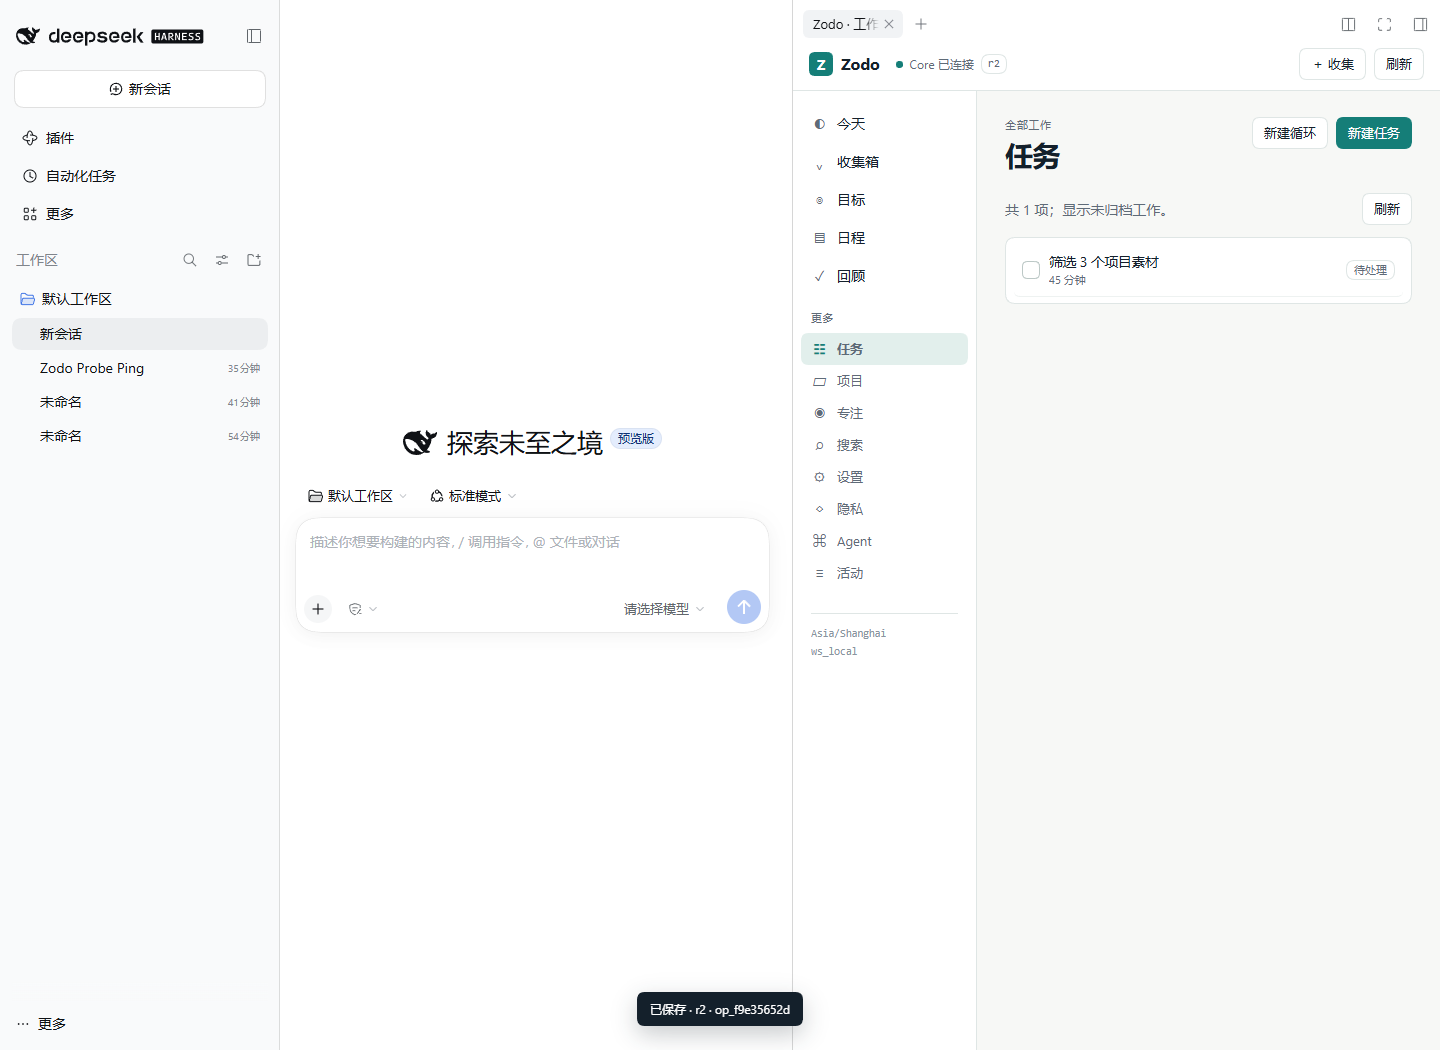 deepseek HARNESS
新会话
插件
自动化任务
更多
工作区
默认工作区
新会话
Zodo Probe Ping 35分钟
未命名 41分钟
未命名 54分钟
更多
探索未至之境 预览版
默认工作区 标准模式
描述你想要构建的内容, / 调用指令, @ 文件或对话
请选择模型
已保存 · r2 · op_f9e35652d
Zodo · 工作
Z Zodo Core 已连接 r2
+ 收集 刷新
今天
收集箱
目标
日程
回顾
更多
任务
项目
专注
搜索
设置
隐私
Agent
活动
Asia/Shanghai
ws_local
全部工作
任务
新建循环 新建任务
共 1 项；显示未归档工作。
刷新
筛选 3 个项目素材
45 分钟
待处理